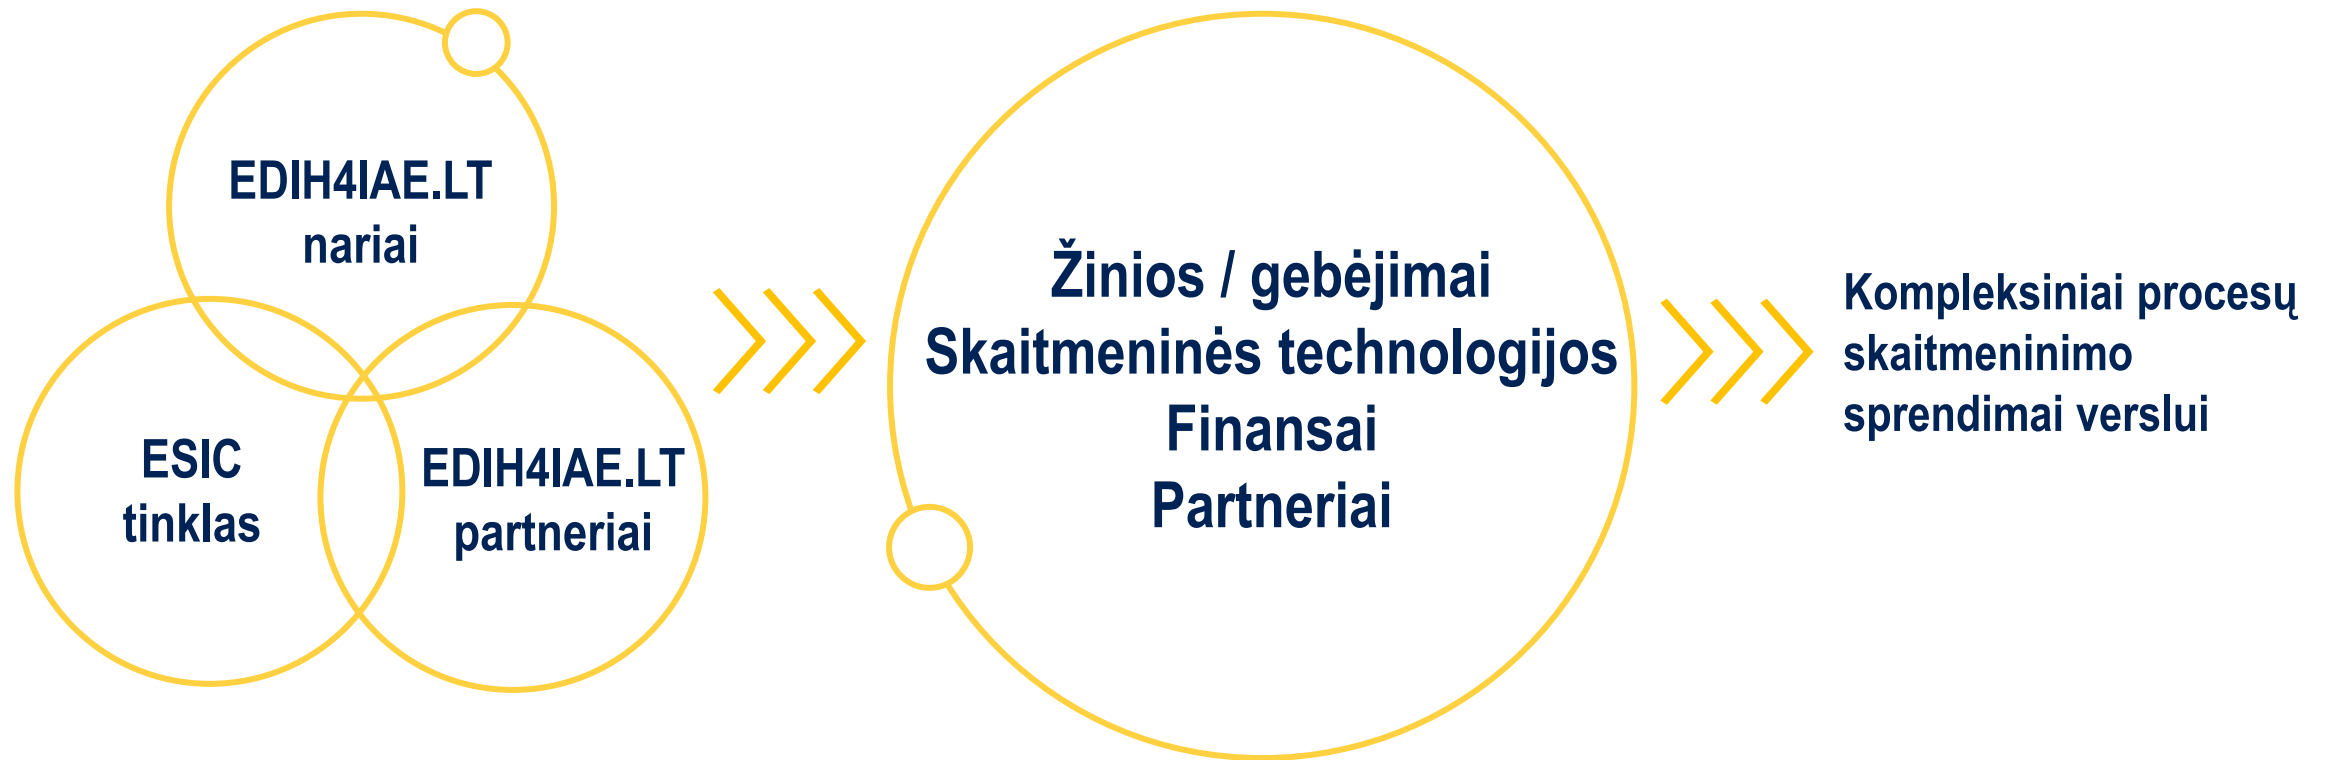 EDIH4IAE.LT
nariai
ESIC
tinklas
EDIH4IAE.LT
partneriai
Žinios / gebėjimai
Skaitmeninės technologijos
Finansai
Partneriai
Kompleksiniai procesų
skaitmeninimo
sprendimai verslui